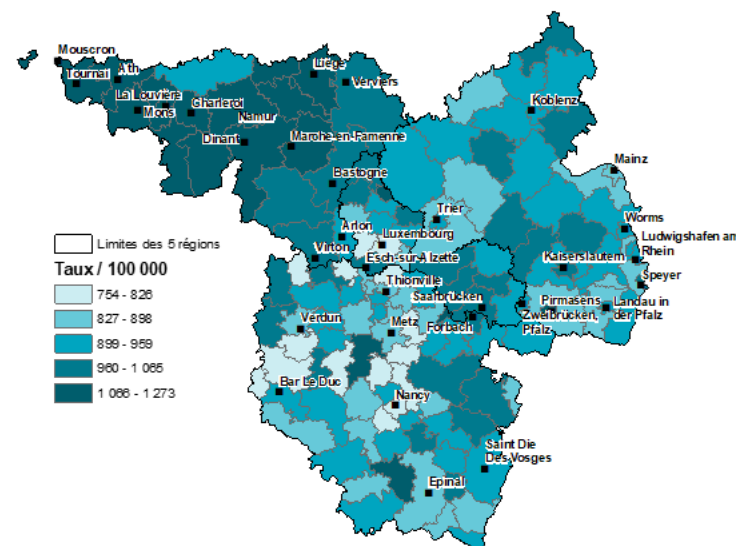 Mouscron
Tournai
Ath
La Louvière
Mons
Charleroi
Namur
Liège
Verviers
Dinant
Marche-en-Famenne
Bastogne
Koblenz
Mainz
Trier
Worms
Arlon
Luxembourg
Ludwigshafen am
Rhein
Virton
Esch-sur-Alzette
Kaiserslautern
Speyer
Thionville
Saarbrücken
Pirmasens
Landau in
der Pfalz
Zweibrücken,
Pfalz
Verdun
Metz
Forbach
Bar Le Duc
Nancy
Saint Die
Des-Vosges
Epinal
Limites des 5 régions
Taux / 100 000
754 - 826
827 - 898
899 - 959
960 - 1 065
1 066 - 1 273